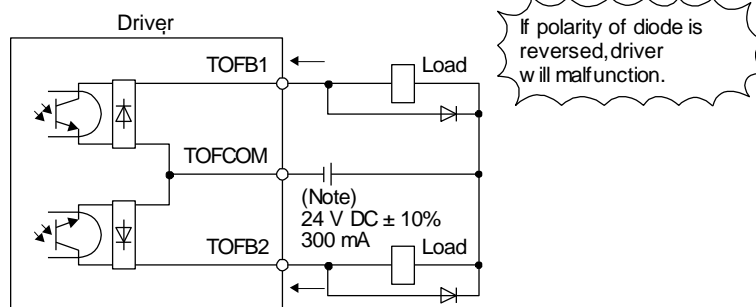 Driver
If polarity of diode is
reversed, driver
will malfunction.
TOFB1
Load
TOFCOM
(Note)
24 V DC ± 10%
300 mA
TOFB2
Load